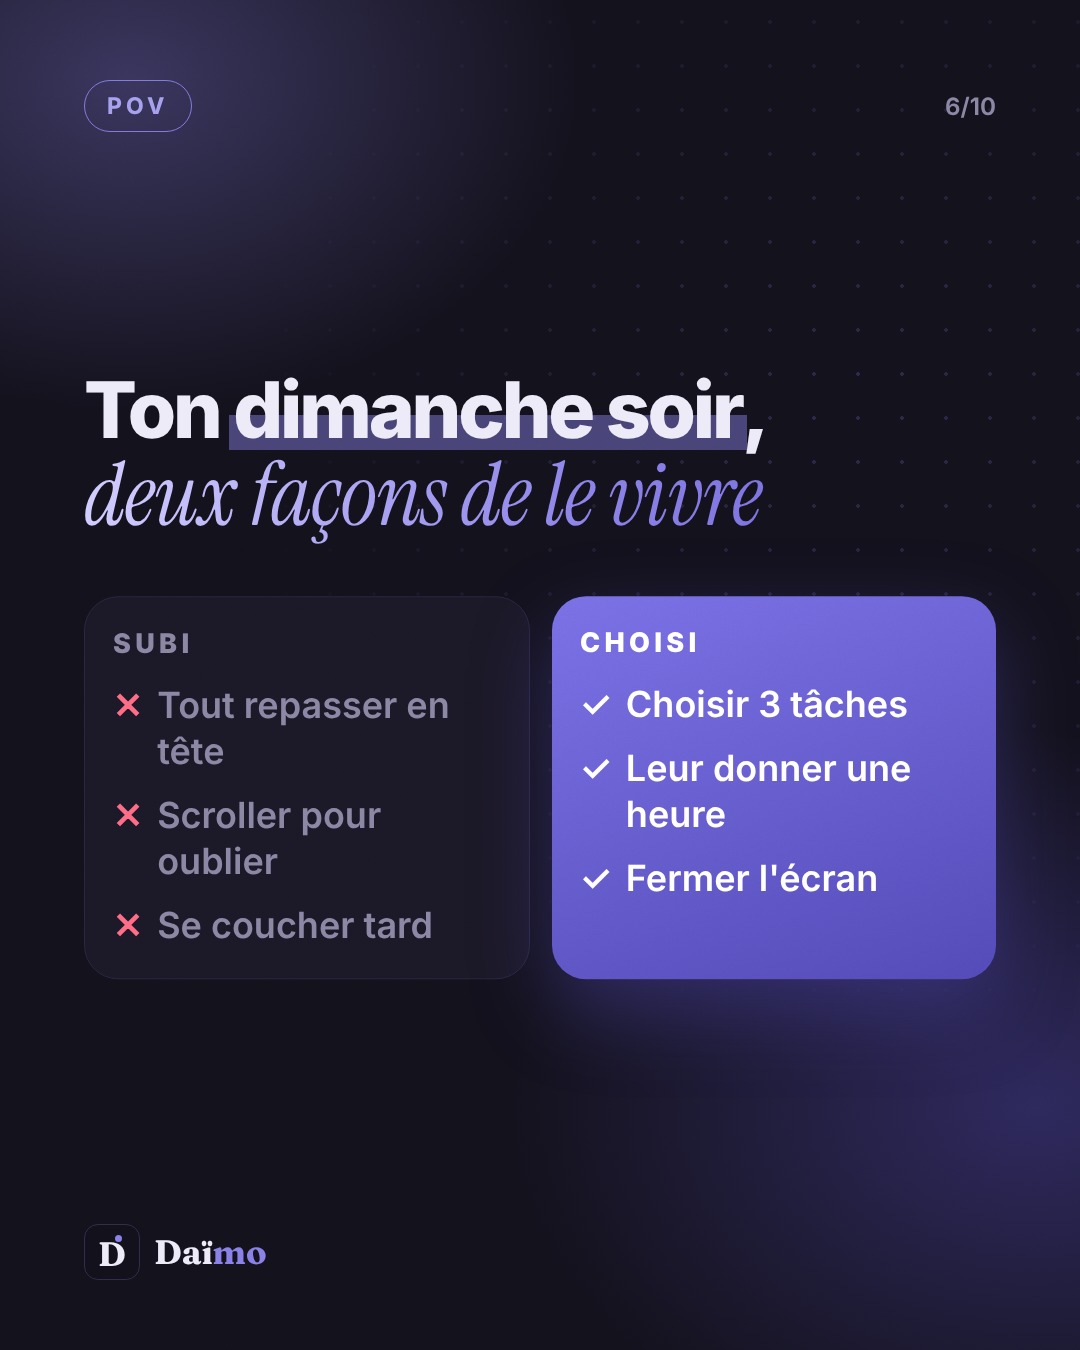 POV
6/10
Ton dimanche soir,
deux façons de le vivre
SUBI
✕ Tout repasser en
tête
✕ Scroller pour
oublier
✕ Se coucher tard
CHOISI
✓ Choisir 3 tâches
✓ Leur donner une
heure
✓ Fermer l'écran
D Daïmo